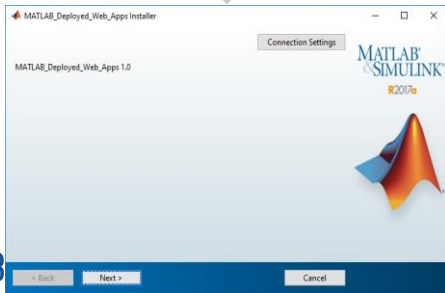 MATLAB_Deployed_Web_Apps Installer
Connection Settings
MATLAB_Deployed_Web_Apps 1.0
MATLAB®
&SIMULINK®
R2017a
< Back
Next >
Cancel